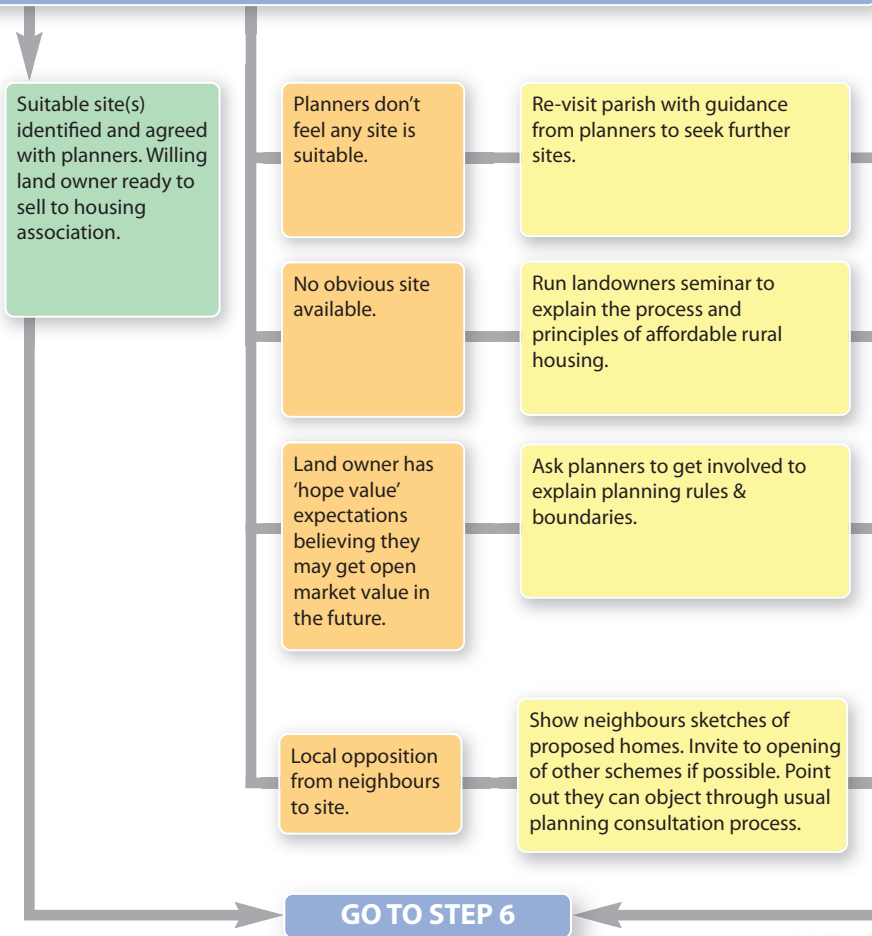 Suitable site(s)
identified and agreed
with planners. Willing
land owner ready to
sell to housing
association.
Planners don't
feel any site is
suitable.
Re-visit parish with guidance
from planners to seek further
sites.
No obvious site
available.
Run landowners seminar to
explain the process and
principles of affordable rural
housing.
Land owner has
'hope value'
expectations
believing they
may get open
market value in
the future.
Ask planners to get involved to
explain planning rules &
boundaries.
Local opposition
from neighbours
to site.
Show neighbours sketches of
proposed homes. Invite to opening
of other schemes if possible. Point
out they can object through usual
planning consultation process.
GO TO STEP 6